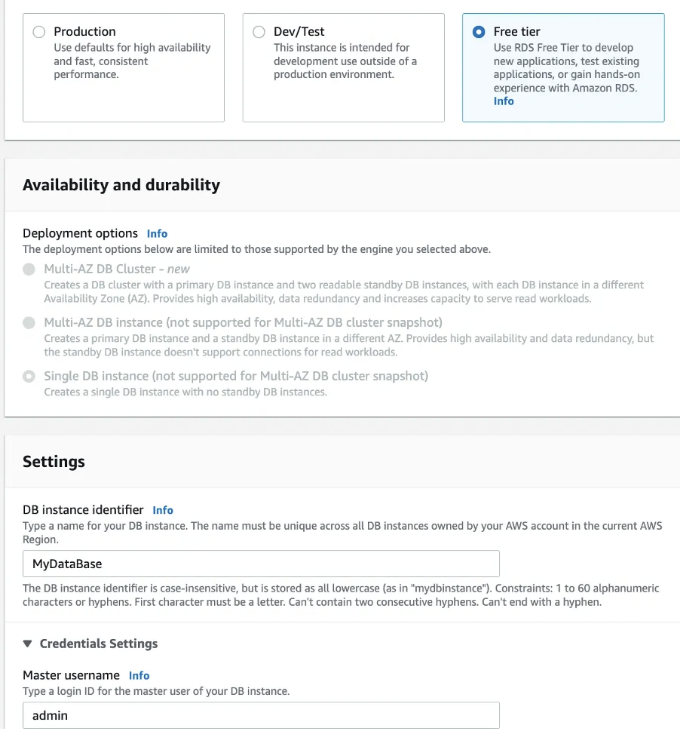 Production
Use defaults for high availability
and fast, consistent
performance.
Dev/Test
This instance is intended for
development use outside of a
production environment.
Free tier
Use RDS Free Tier to develop
new applications, test existing
applications, or gain hands-on
experience with Amazon RDS.
Info
Availability and durability
Deployment options Info
The deployment options below are limited to those supported by the engine you selected above.
Multi-AZ DB Cluster - new
Creates a DB cluster with a primary DB instance and two readable standby DB instances, with each DB instance in a different
Availability Zone (AZ). Provides high availability, data redundancy and increases capacity to serve read workloads.
Multi-AZ DB instance (not supported for Multi-AZ DB cluster snapshot)
Creates a primary DB instance and a standby DB instance in a different AZ. Provides high availability and data redundancy, but
the standby DB instance doesn't support connections for read workloads.
Single DB instance (not supported for Multi-AZ DB cluster snapshot)
Creates a single DB instance with no standby DB instances.
Settings
DB instance identifier Info
Type a name for your DB instance. The name must be unique across all DB instances owned by your AWS account in the current AWS
Region.
MyDataBase
The DB instance identifier is case-insensitive, but is stored as all lowercase (as in "mydbinstance"). Constraints: 1 to 60 alphanumeric
characters or hyphens. First character must be a letter. Can't contain two consecutive hyphens. Can't end with a hyphen.
▼ Credentials Settings
Master username Info
Type a login ID for the master user of your DB instance.
admin